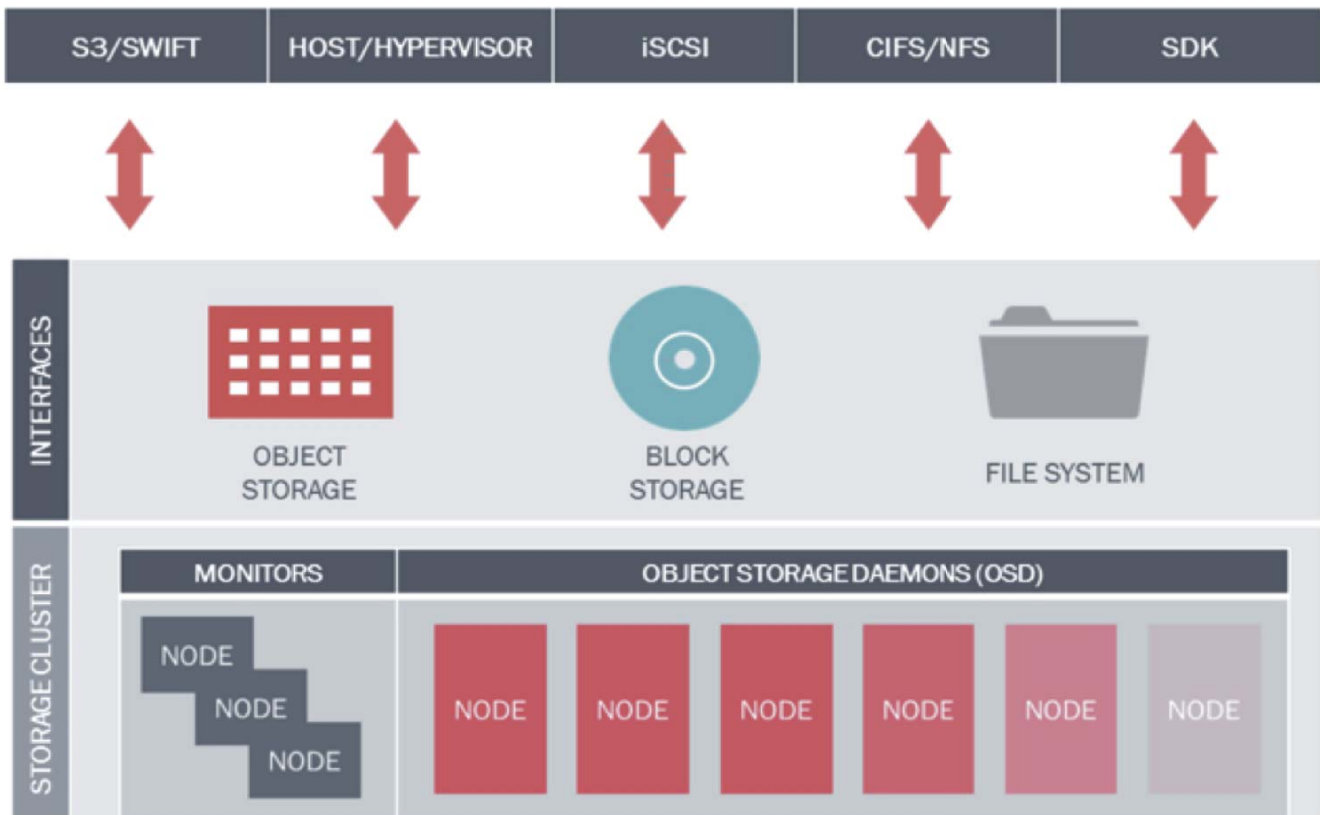 S3/SWIFT
HOST/HYPERVISOR
iSCSI
CIFS/NFS
SDK
INTERFACES
OBJECT
STORAGE
BLOCK
STORAGE
FILE SYSTEM
STORAGE CLUSTER
MONITORS
OBJECT STORAGE DAEMONS (OSD)
NODE
NODE
NODE
NODE
NODE
NODE
NODE
NODE
NODE